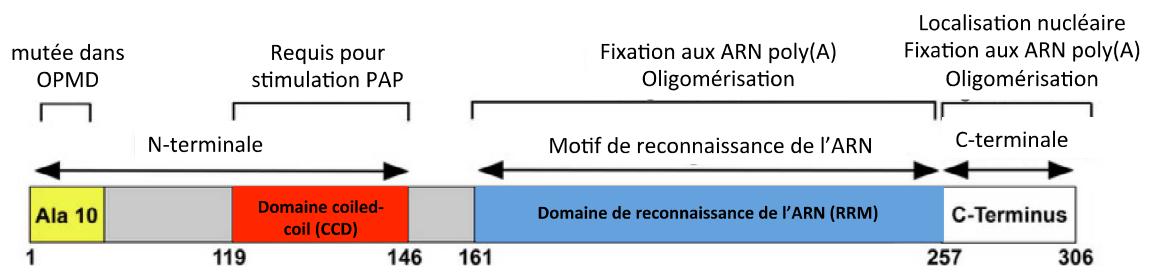 mutée dans
OPMD
Requis pour
stimulation PAP
Fixation aux ARN poly(A)
Oligomérisation
Localisation nucléaire
Fixation aux ARN poly(A)
Oligomérisation
N-terminale
Motif de reconnaissance de l’ARN
C-terminale
Ala 10
Domaine coiled-
coil (CCD)
Domaine de reconnaissance de l’ARN (RRM)
C-Terminus
1
119
146
161
257
306